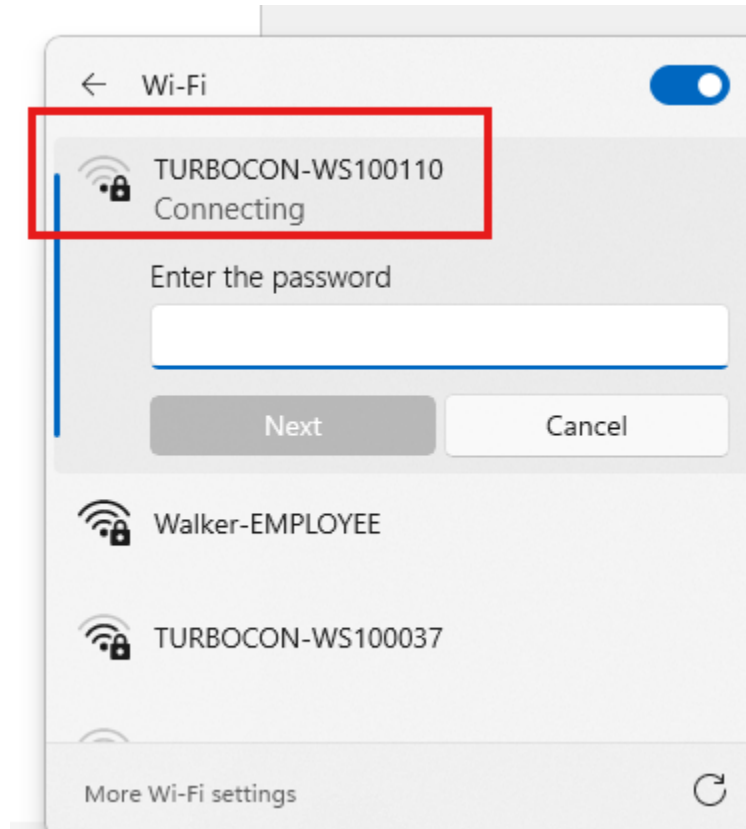 Wi-Fi
TURBOCON-WS100110
Connecting
Enter the password
Next Cancel
Walker-EMPLOYEE
TURBOCON-WS100037
More Wi-Fi settings